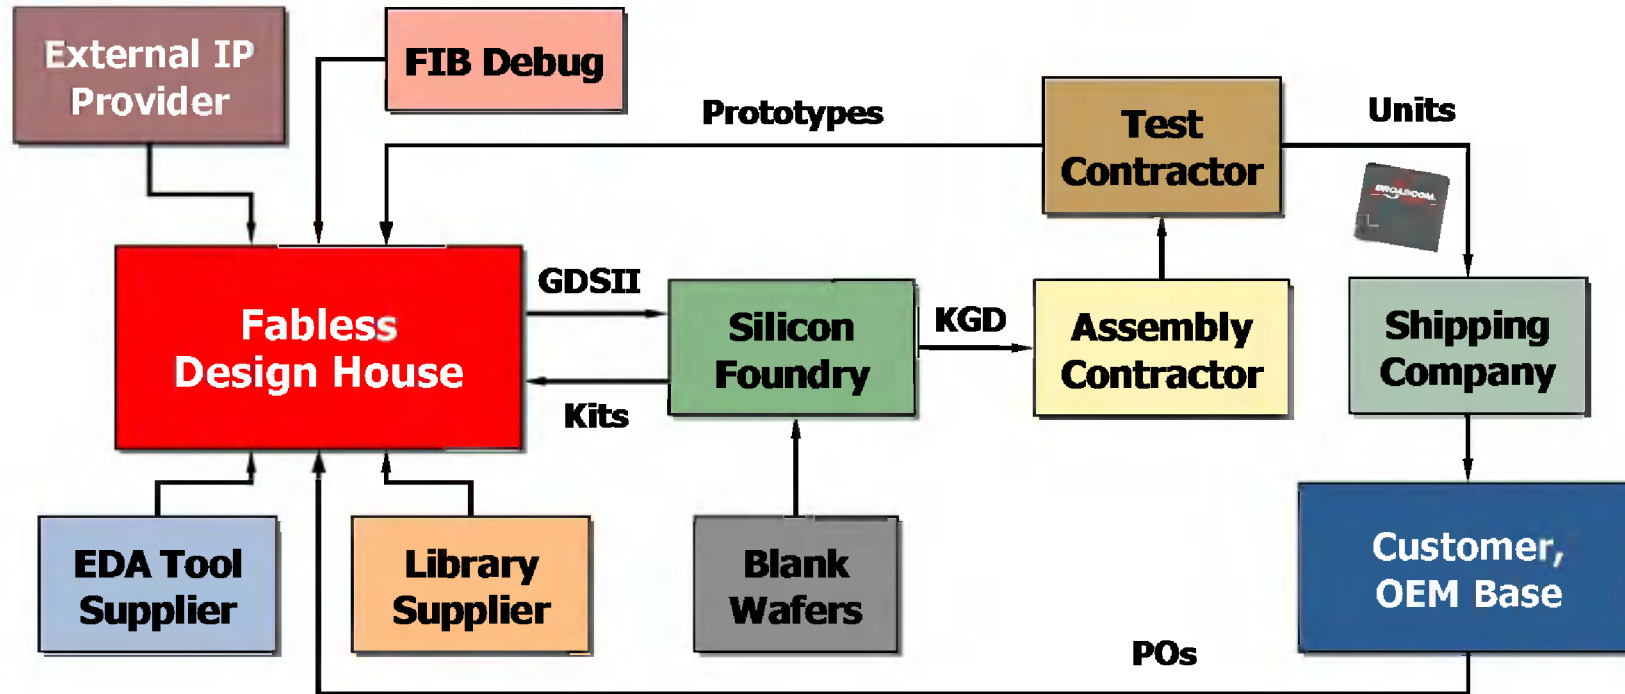 External IP
Provider
FIB Debug
Prototypes
Test
Contractor
Units
BROADCOM.
Fabless
Design House
GDSII
Kits
Silicon
Foundry
KGD
Assembly
Contractor
Shipping
Company
EDA Tool
Supplier
Library
Supplier
Blank
Wafers
Customer,
OEM Base
POs